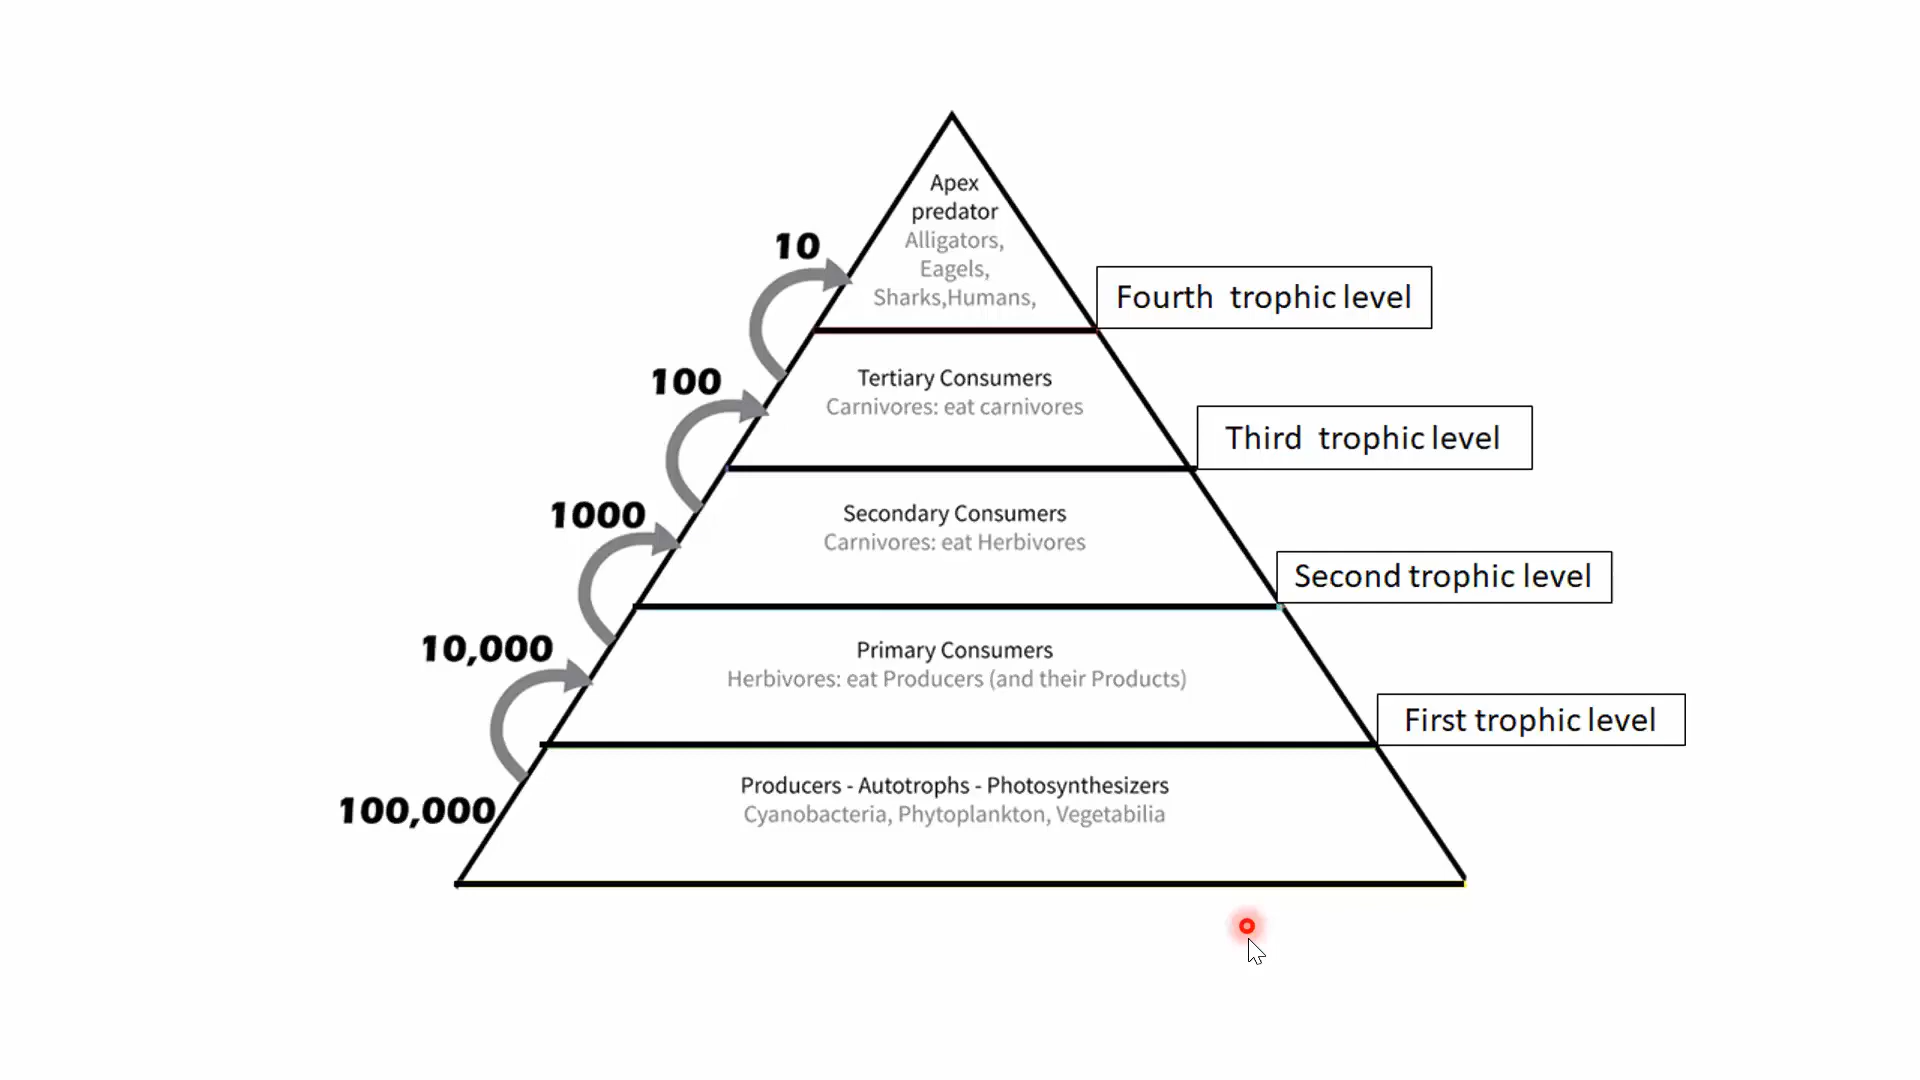 Apex
predator
Alligators,
Eagels,
Sharks,Humans,
10
Fourth trophic level
100
Tertiary Consumers
Carnivores: eat carnivores
Third trophic level
1000
Secondary Consumers
Carnivores: eat Herbivores
Second trophic level
10,000
Primary Consumers
Herbivores: eat Producers (and their Products)
First trophic level
100,000
Producers - Autotrophs - Photosynthesizers
Cyanobacteria, Phytoplankton, Vegetabilia